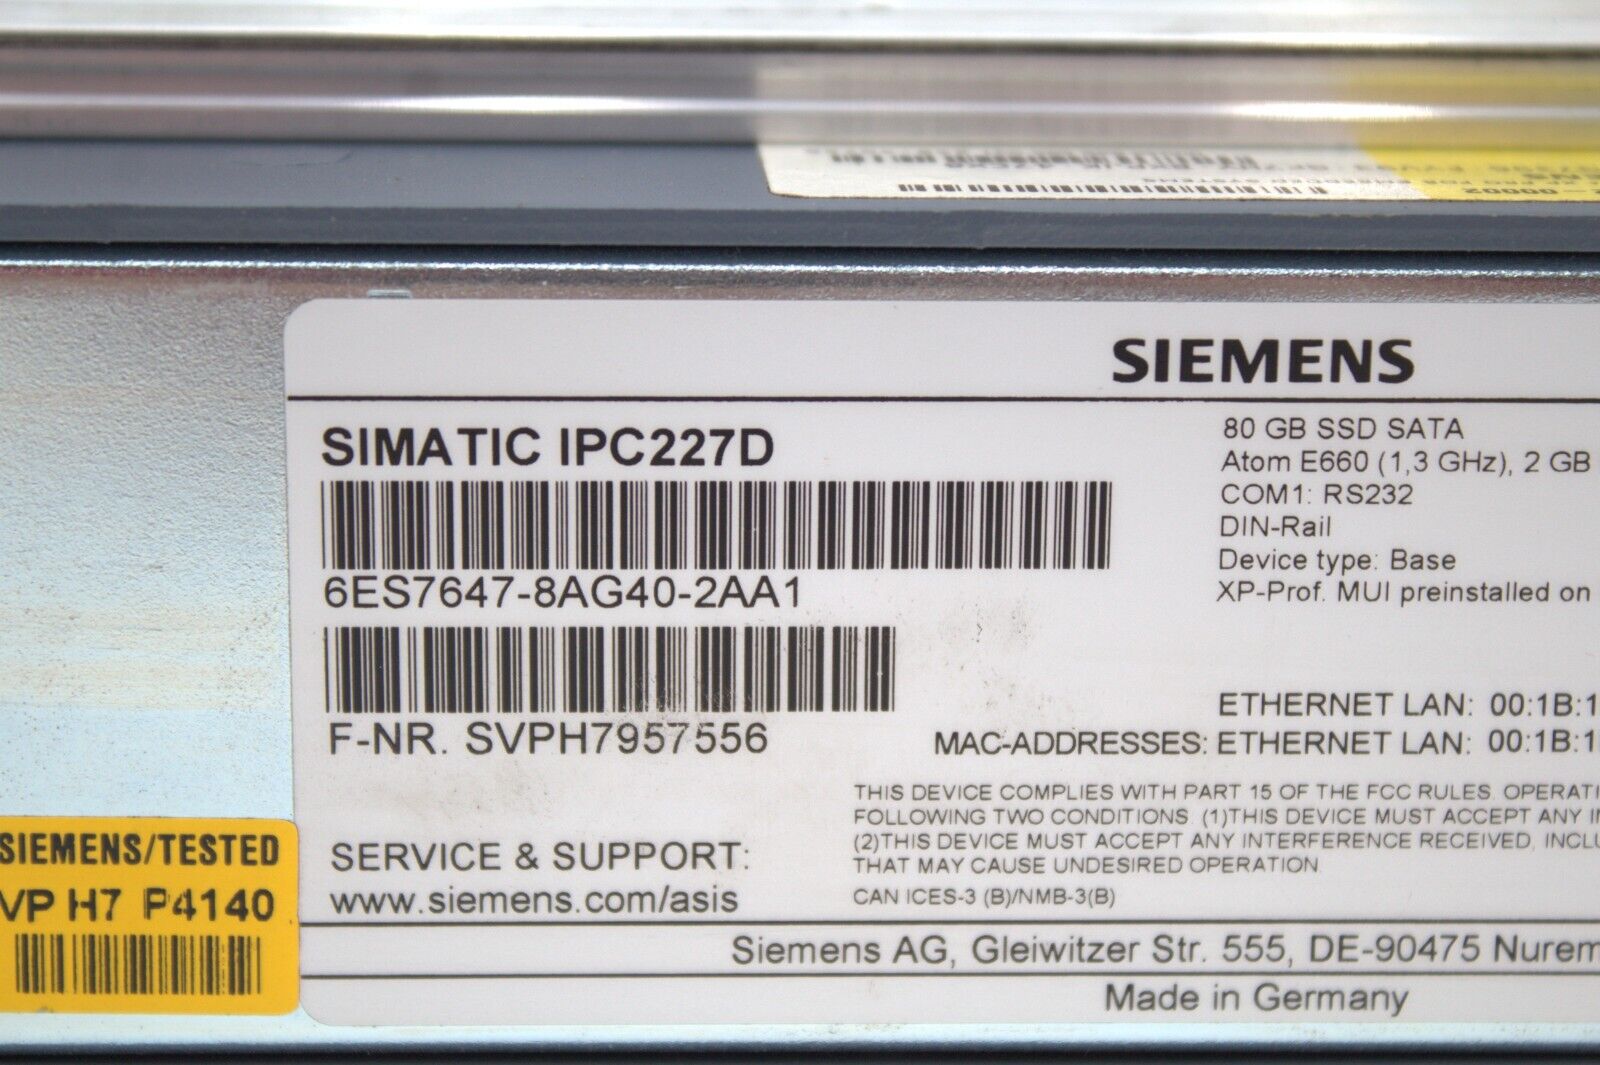 SIEMENS
SIMATIC IPC227D
6ES7647-8AG40-2AA1
F-NR. SVPH7957556
80 GB SSD SATA
Atom E660 (1,3 GHz), 2 GB
COM1: RS232
DIN-Rail
Device type: Base
XP-Prof. MUI preinstalled on
ETHERNET LAN: 00:1B:1
MAC-ADDRESSES: ETHERNET LAN: 00:1B:1
THIS DEVICE COMPLIES WITH PART 15 OF THE FCC RULES. OPERATI
FOLLOWING TWO CONDITIONS. (1)THIS DEVICE MUST ACCEPT ANY
(2)THIS DEVICE MUST ACCEPT ANY INTERFERENCE RECEIVED, INCLU
THAT MAY CAUSE UNDESIRED OPERATION.
CAN ICES-3 (B)/NMB-3(B)
SERVICE & SUPPORT:
www.siemens.com/asis
Siemens AG, Gleiwitzer Str. 555, DE-90475 Nurem
Made in Germany
SIEMENS/TESTED
VP H7 P4140